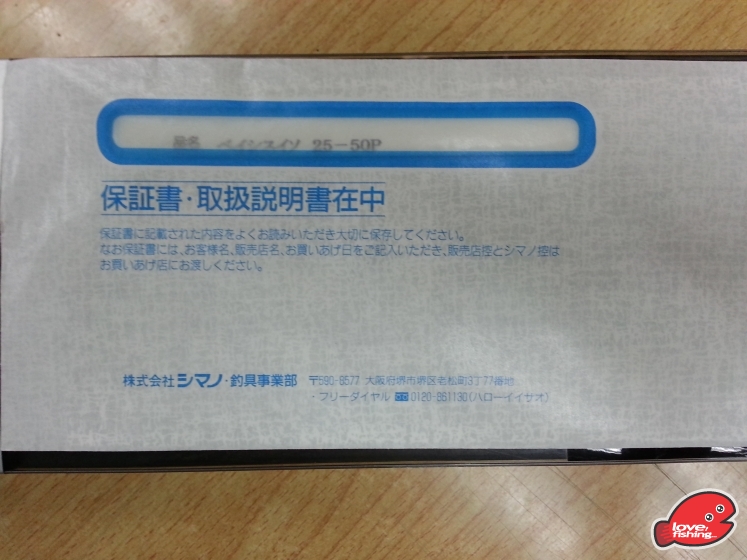 品名 ベイシスイソ 25-50P
保証書・取扱説明書在中
保証書に記載された内容をよくお読みいただき大切に保存してください。
なお保証書には、お客様名、販売店名、お買いあげ日をご記入いただき、販売店控とシマノ控は
お買いあげ店にお渡しください。
株式会社 シマノ・釣具事業部 〒590-8577 大阪府堺市堺区老松町3丁77番地
・フリーダイヤル 0120-861130(ハローイイサオ)
love,
fishing